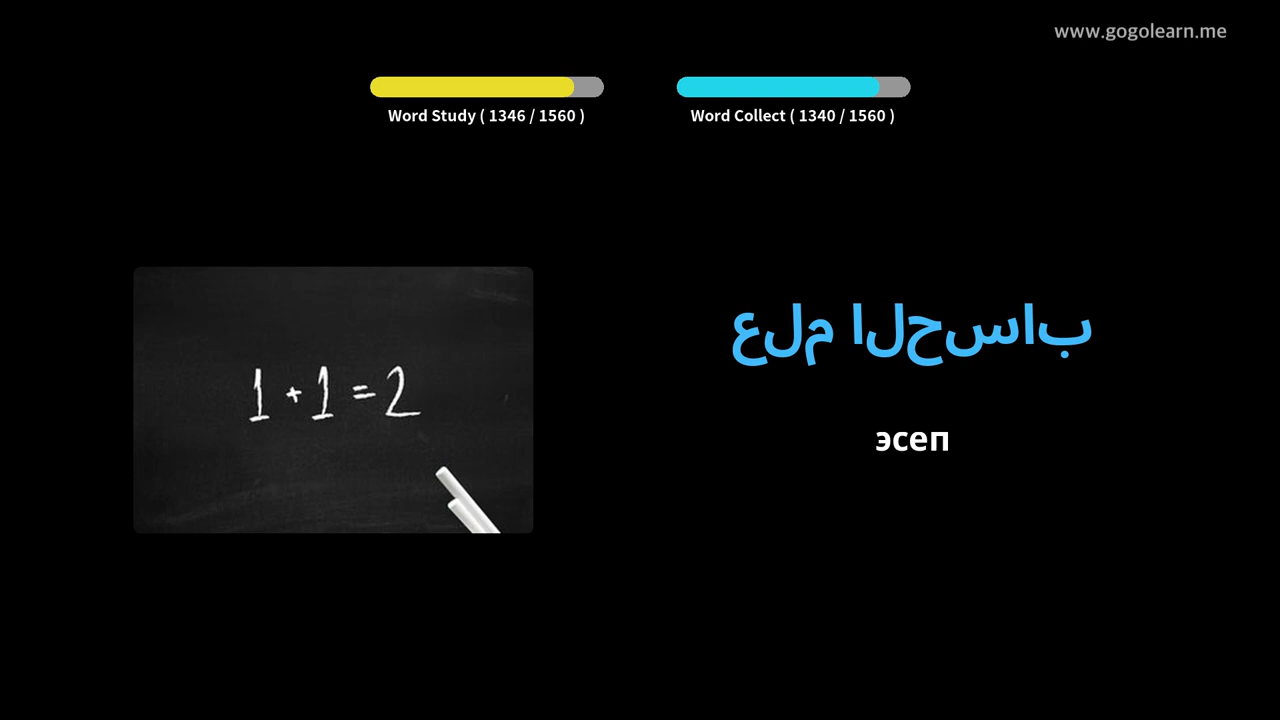 www.gogolearn.me
Word Study ( 1346 / 1560 )
Word Collect ( 1340 / 1560 )
1 + 1 = 2
علم الحساب
эсеп